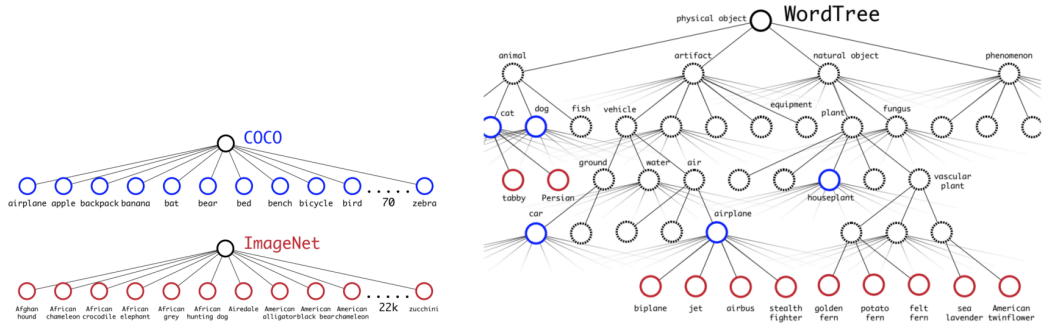 COCO
airplane apple backpack banana bat bear bed bench bicycle bird ..... 70 zebra
ImageNet
Afghan hound African chameleon African crocodile African elephant African grey African hunting dog Airedale American alligator American black bear American chameleon ..... 22k zucchini
WordTree
physical object
animal artifact natural object phenomenon
cat dog fish vehicle equipment plant fungus
tabby Persian ground water air houseplant vascular plant
car airplane
biplane jet airbus stealth fighter golden fern potato fern felt fern sea lavender American twinflower